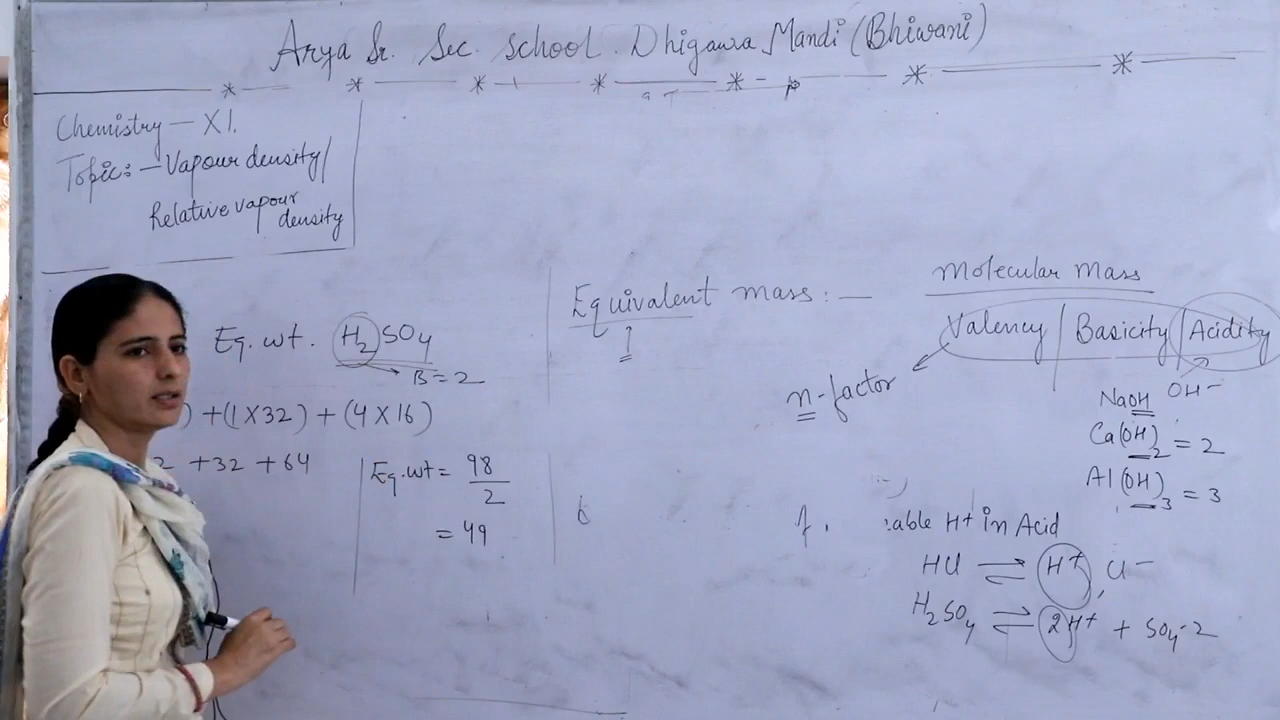 Arya Sr. Sec. School. Dhigawa Mandi (Bhiwani)
Chemistry – XI.
Topic: – Vapour density/
Relative vapour
density
Eq. wt. H₂SO₄
B = 2
) + (1 X 32) + (4 X 16)
2 + 32 + 64
Eq. wt = 98
2
= 49
Equivalent mass : –
Molecular Mass
Valency / Basicity / Acidity
n-factor
OH⁻
NaOH
Ca(OH)₂ = 2
Al(OH)₃ = 3
able H+ in Acid
HCl ⇌ H⁺, Cl⁻
H₂SO₄ ⇌ 2H⁺ + SO₄-2